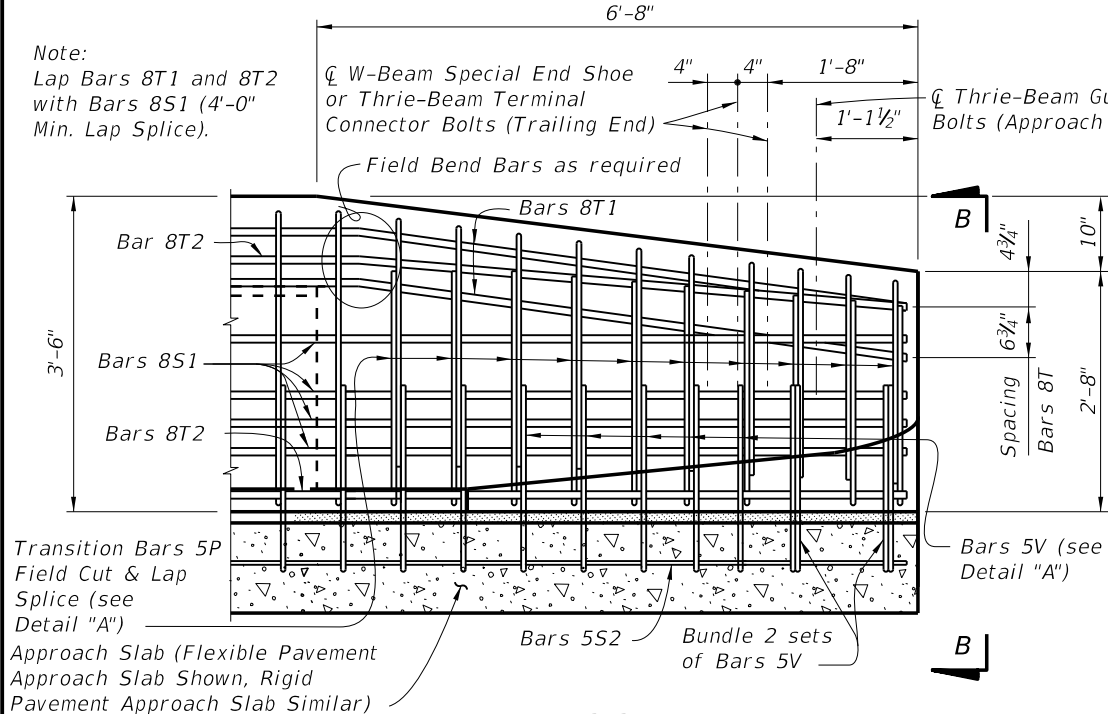 6'-8"
Note:
Lap Bars 8T1 and 8T2
with Bars 8S1 (4'-0"
Min. Lap Splice).
℄ W-Beam Special End Shoe
or Thrie-Beam Terminal
Connector Bolts (Trailing End)
4"
4"
1'-8"
℄ Thrie-Beam
Bolts (Approach
1'-1½"
Field Bend Bars as required
Bars 8T1
Bar 8T2
B
10"
4¾"
3'-6"
6¾"
Bars 8S1
Spacing
Bars 8T
2'-8"
Bars 8T2
Transition Bars 5P
Field Cut & Lap
Splice (see
Detail "A")
Bars 5V (see
Detail "A")
Bars 5S2
Bundle 2 sets
of Bars 5V
B
Approach Slab (Flexible Pavement
Approach Slab Shown, Rigid
Pavement Approach Slab Similar)